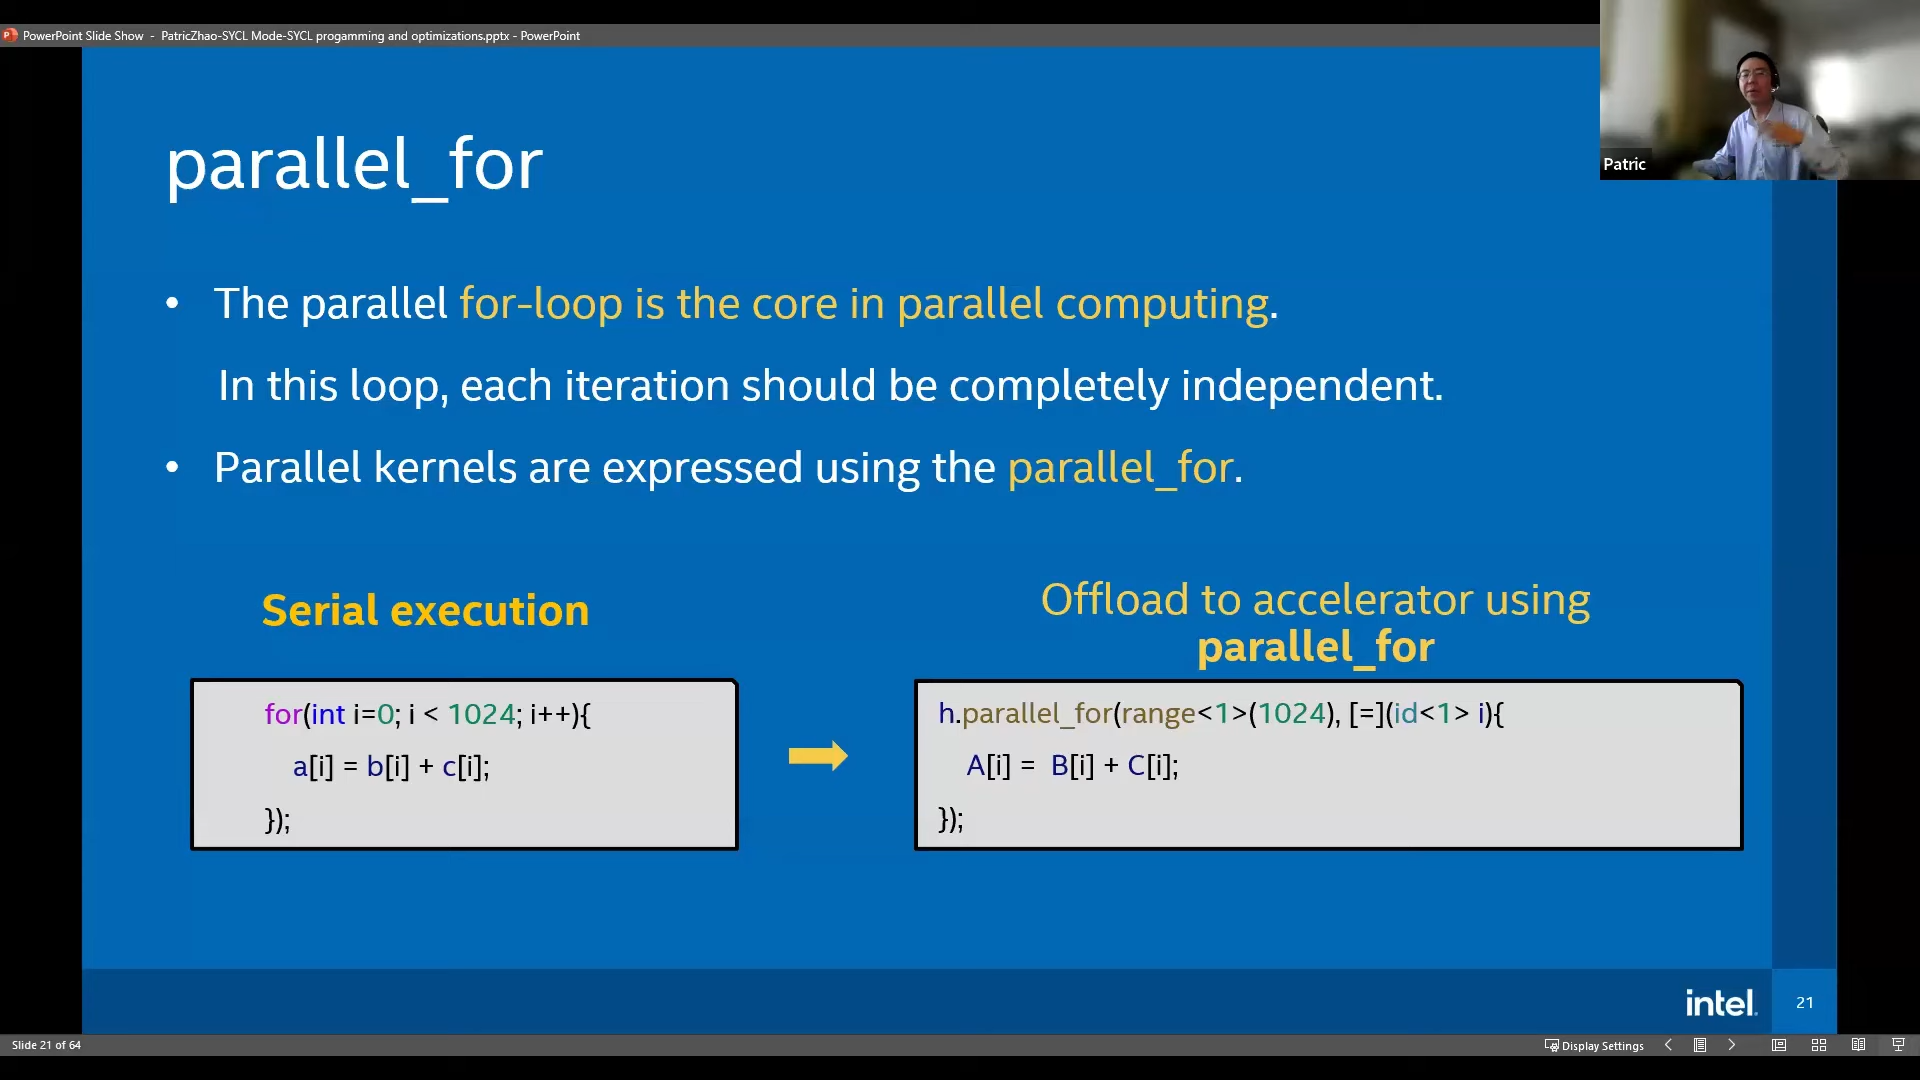 PowerPoint Slide Show - PatricZhao-SYCL Mode-SYCL progamming and optimizations.pptx - PowerPoint
Patric
parallel_for
• The parallel for-loop is the core in parallel computing.
In this loop, each iteration should be completely independent.
• Parallel kernels are expressed using the parallel_for.
Serial execution
for(int i=0; i < 1024; i++){
a[i] = b[i] + c[i];
});
Offload to accelerator using
parallel_for
h.parallel_for(range<1>(1024), [=](id<1> i){
A[i] = B[i] + C[i];
});
intel.
21
Slide 21 of 64
Display Settings